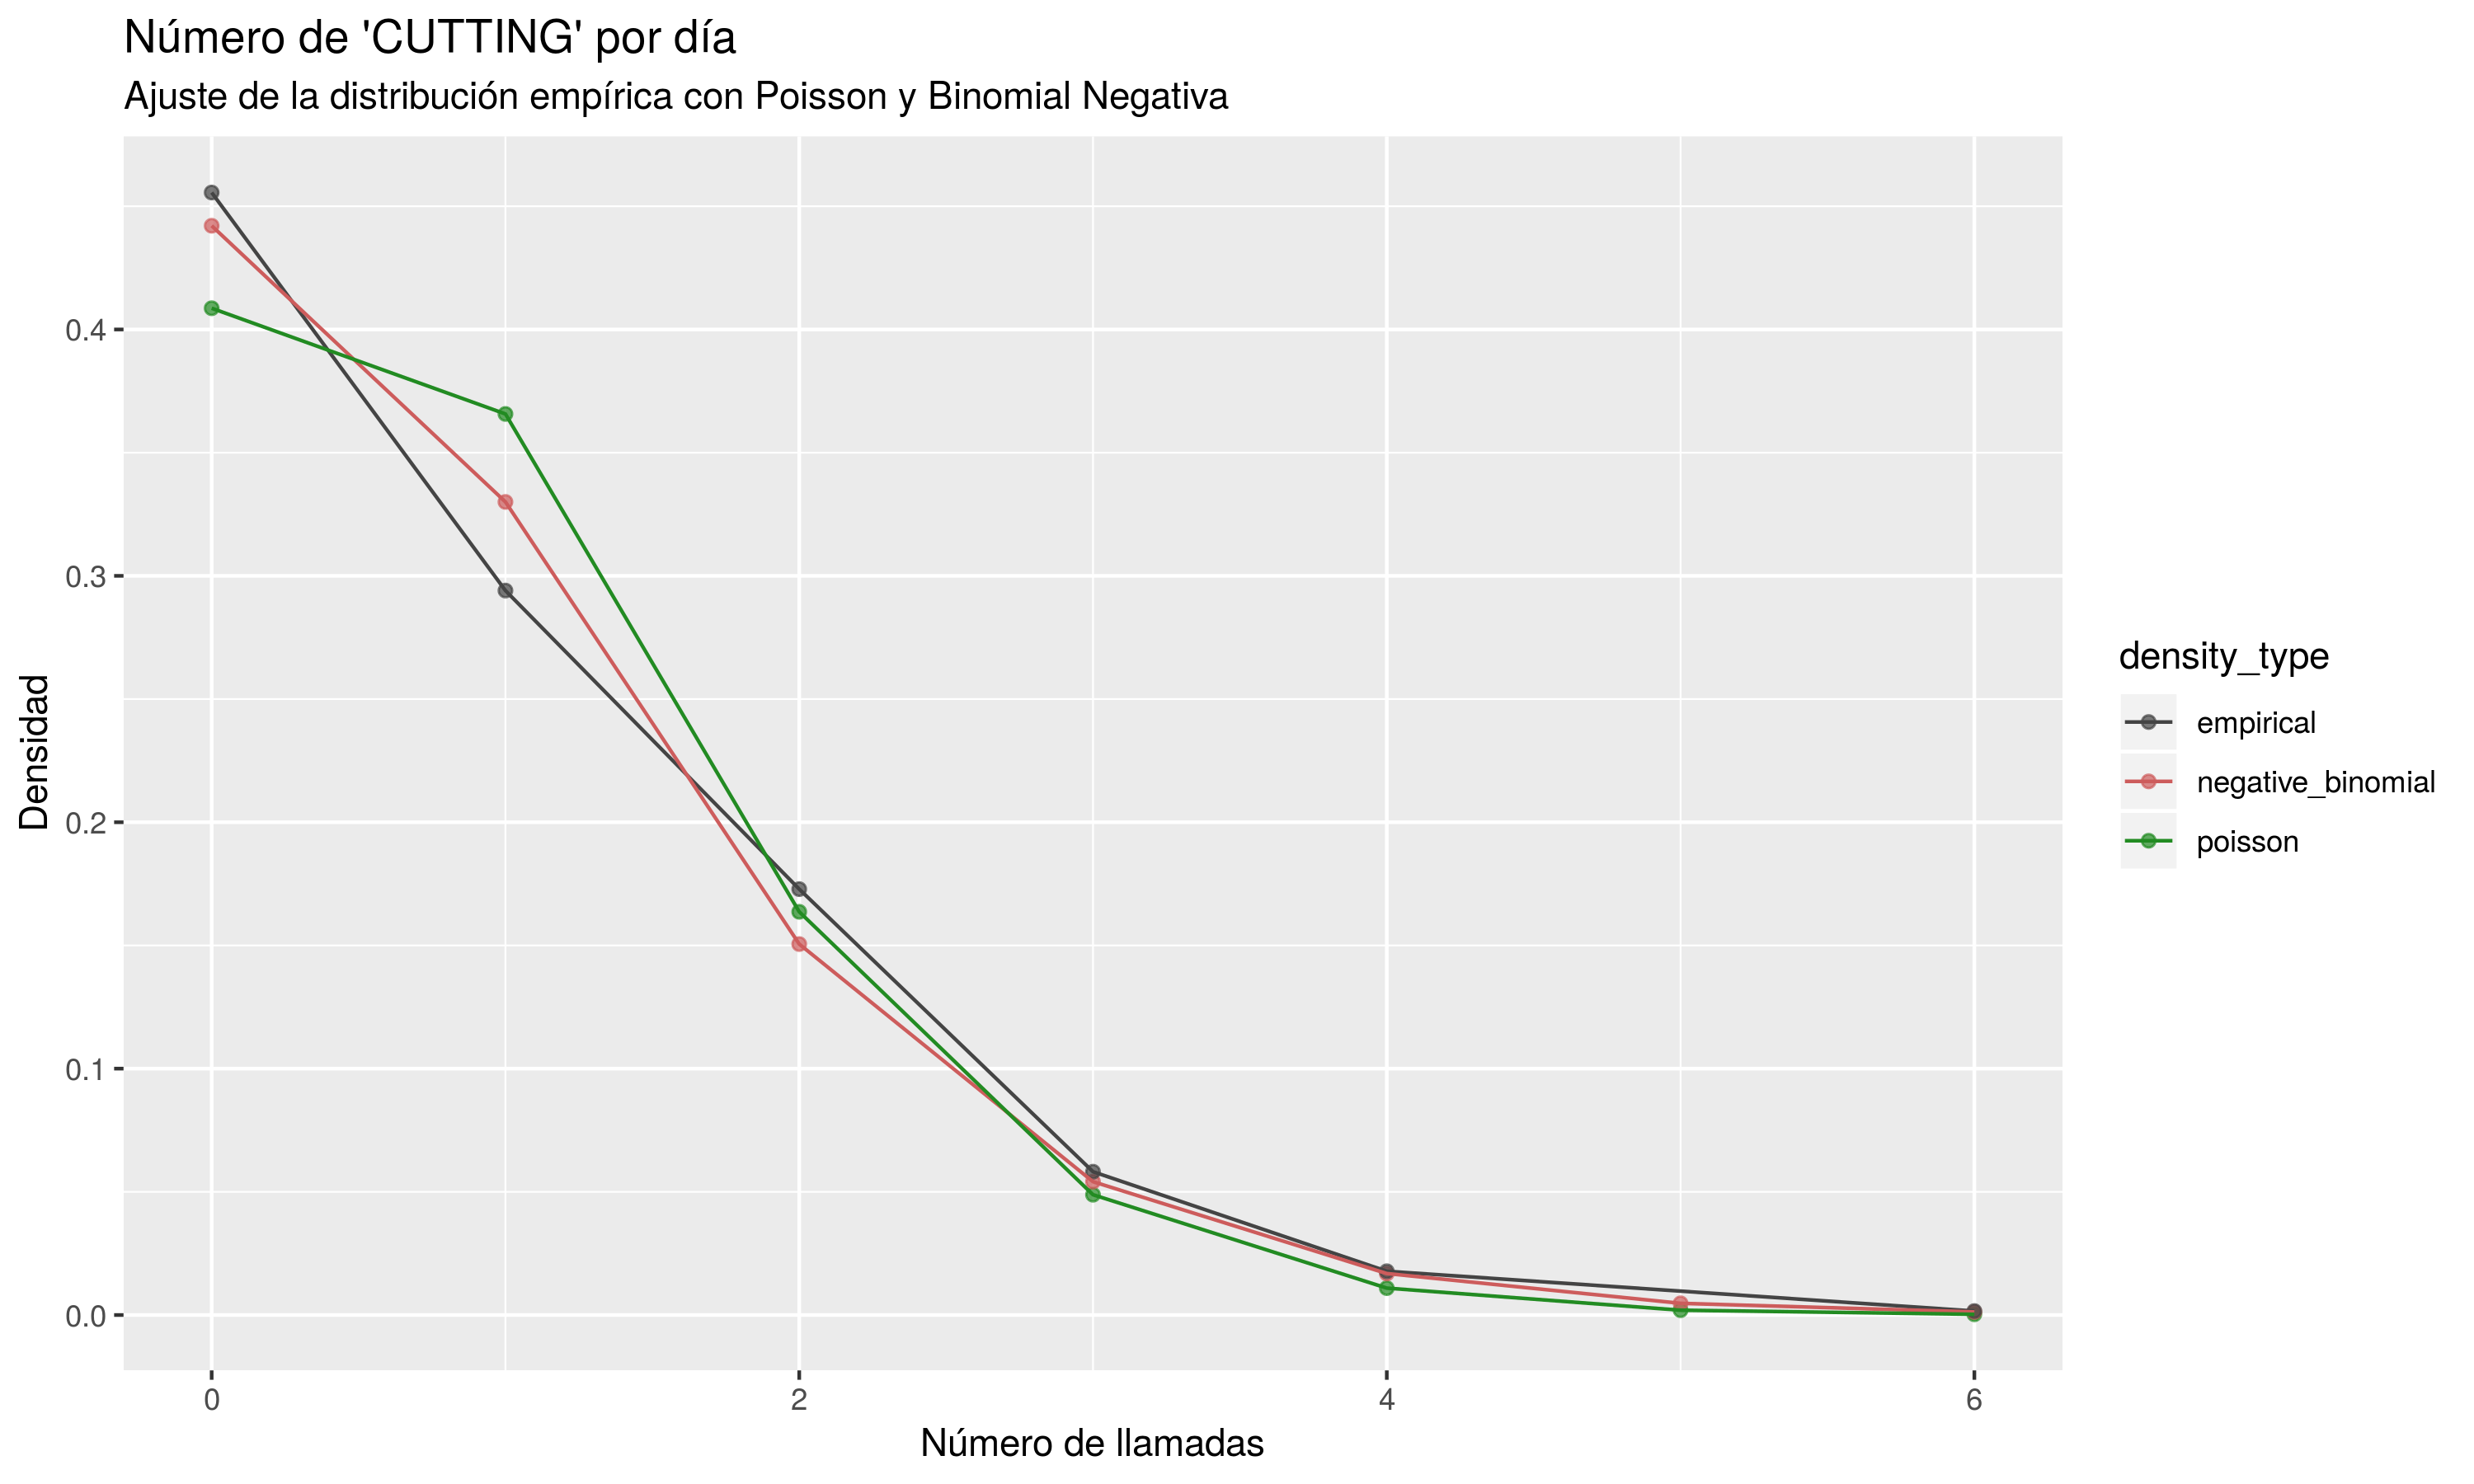 Número de 'CUTTING' por día
Ajuste de la distribución empírica con Poisson y Binomial Negativa
Densidad
0.4
0.3
0.2
0.1
0.0
0
2
4
6
Número de llamadas
density_type
empirical
negative_binomial
poisson